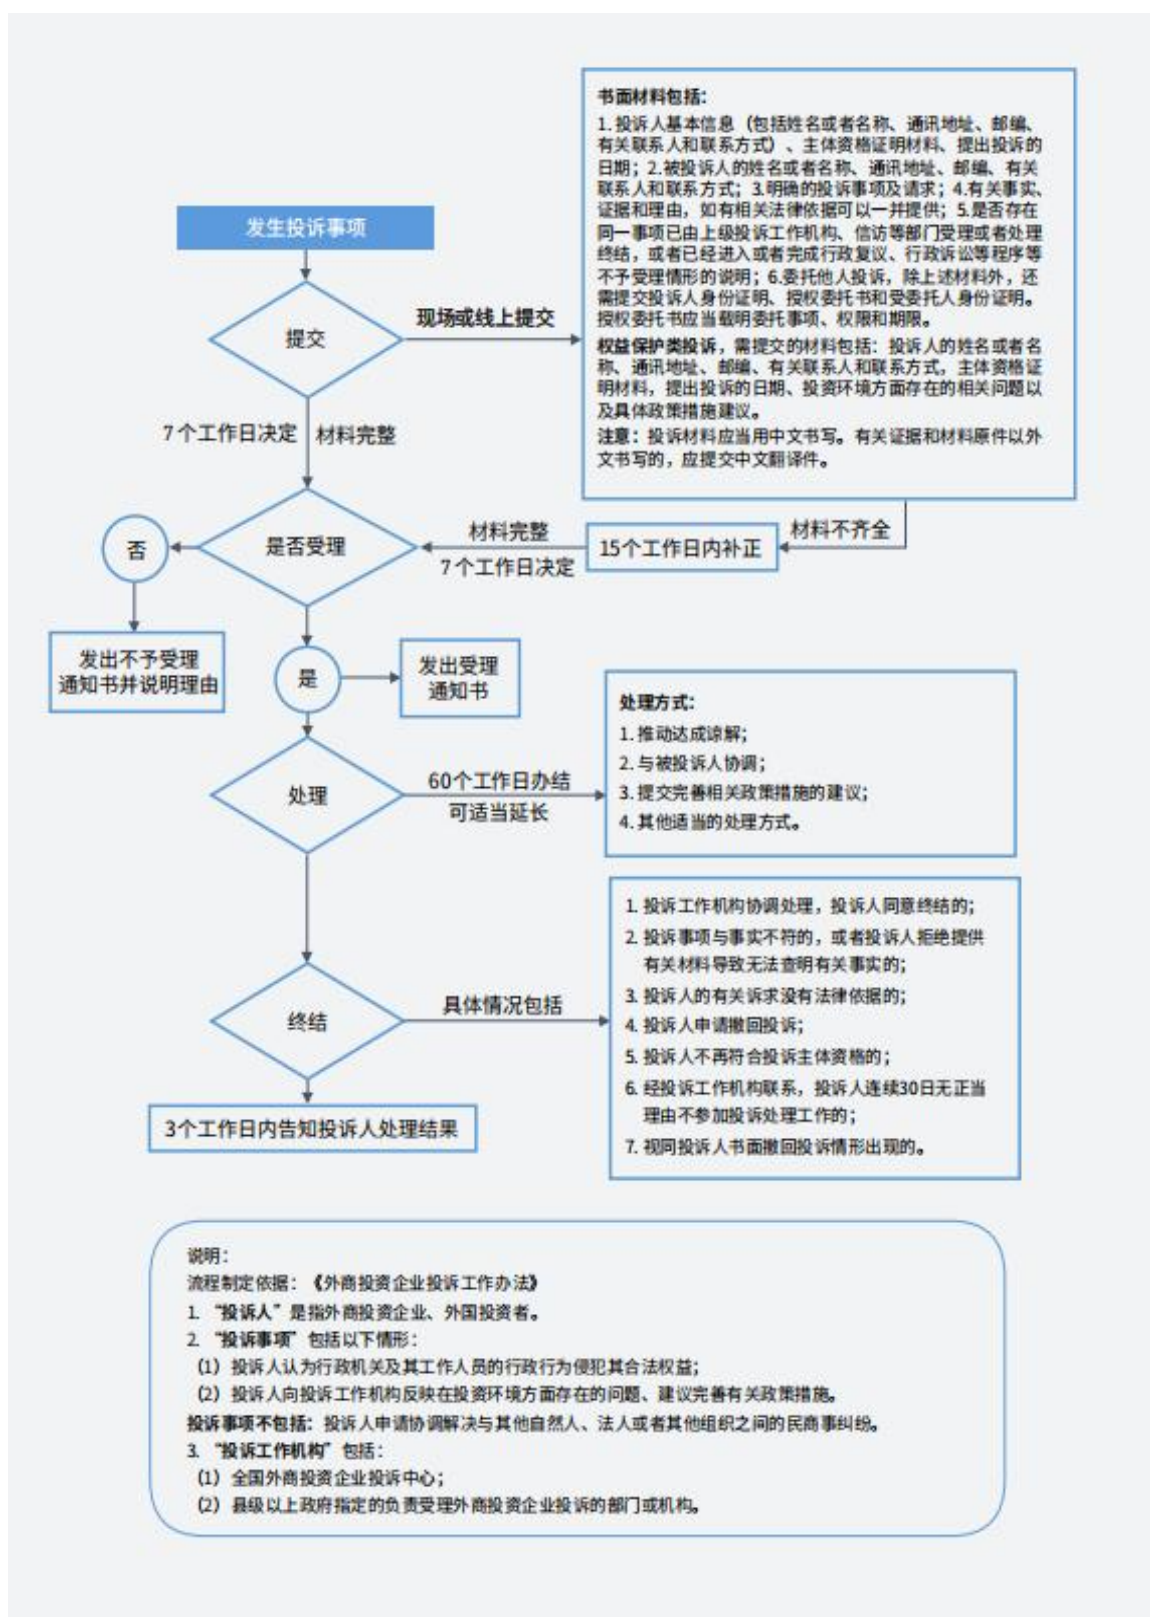 书面材料包括：
1. 投诉人基本信息（包括姓名或者名称、通讯地址、邮编、
有关联系人和联系方式）、主体资格证明材料、提出投诉的
日期；2.被投诉人的姓名或者名称、通讯地址、邮编、有关
联系人和联系方式；3.明确的投诉事项及请求；4.有关事实、
证据和理由，如有相关法律依据可以一并提供；5.是否存在
同一事项已由上级投诉工作机构、信访等部门受理或者处理
终结，或者已经进入或者完成行政复议、行政诉讼等程序等
不予受理情形的说明；6.委托他人投诉，除上述材料外，还
需提交投诉人身份证明、授权委托书和受委托人身份证明。
授权委托书应当载明委托事项、权限和期限。
权益保护类投诉，需提交的材料包括：投诉人的姓名或者名
称、通讯地址、邮编、有关联系人和联系方式，主体资格证
明材料，提出投诉的日期、投资环境方面存在的相关问题以
及具体政策措施建议。
注意：投诉材料应当用中文书写。有关证据和材料原件以外
文书写的，应提交中文翻译件。
发生投诉事项
提交
现场或线上提交
7个工作日决定
材料完整
是否受理
材料完整
7个工作日决定
15个工作日内补正
材料不齐全
否
发出不予受理
通知书并说明理由
是
发出受理
通知书
处理
60个工作日办结
可适当延长
处理方式：
1. 推动达成谅解；
2. 与被投诉人协调；
3. 提交完善相关政策措施的建议；
4. 其他适当的处理方式。
终结
具体情况包括
1. 投诉工作机构协调处理，投诉人同意终结的；
2. 投诉事项与事实不符的，或者投诉人拒绝提供
有关材料导致无法查明有关事实的；
3. 投诉人的有关诉求没有法律依据的；
4. 投诉人申请撤回投诉；
5. 投诉人不再符合投诉主体资格的；
6. 经投诉工作机构联系，投诉人连续30日无正当
理由不参加投诉处理工作的；
7. 视同投诉人书面撤回投诉情形出现的。
3个工作日内告知投诉人处理结果
说明：
流程制定依据：《外商投资企业投诉工作办法》
1. “投诉人”是指外商投资企业、外国投资者。
2. “投诉事项”包括以下情形：
（1）投诉人认为行政机关及其工作人员的行政行为侵犯其合法权益；
（2）投诉人向投诉工作机构反映在投资环境方面存在的问题、建议完善有关政策措施。
投诉事项不包括：投诉人申请协调解决与其他自然人、法人或者其他组织之间的民商事纠纷。
3. “投诉工作机构”包括：
（1）全国外商投资企业投诉中心；
（2）县级以上政府指定的负责受理外商投资企业投诉的部门或机构。